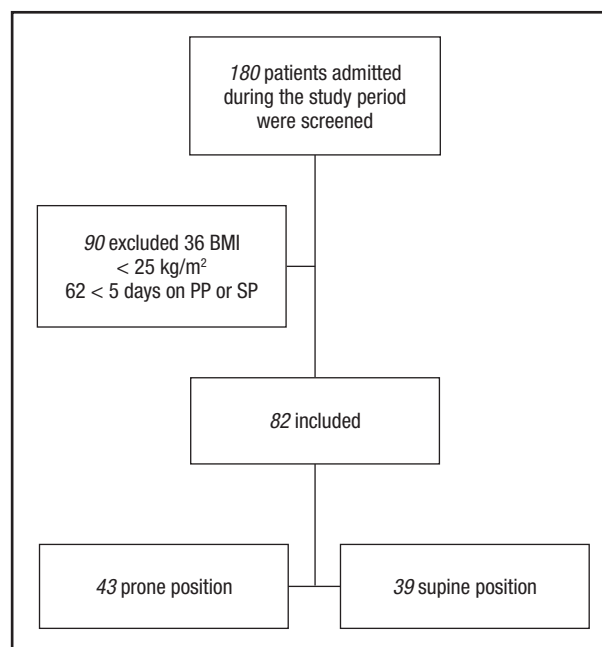 180 patients admitted
during the study period
were screened
90 excluded 36 BMI
< 25 kg/m²
62 < 5 days on PP or SP
82 included
43 prone position
39 supine position